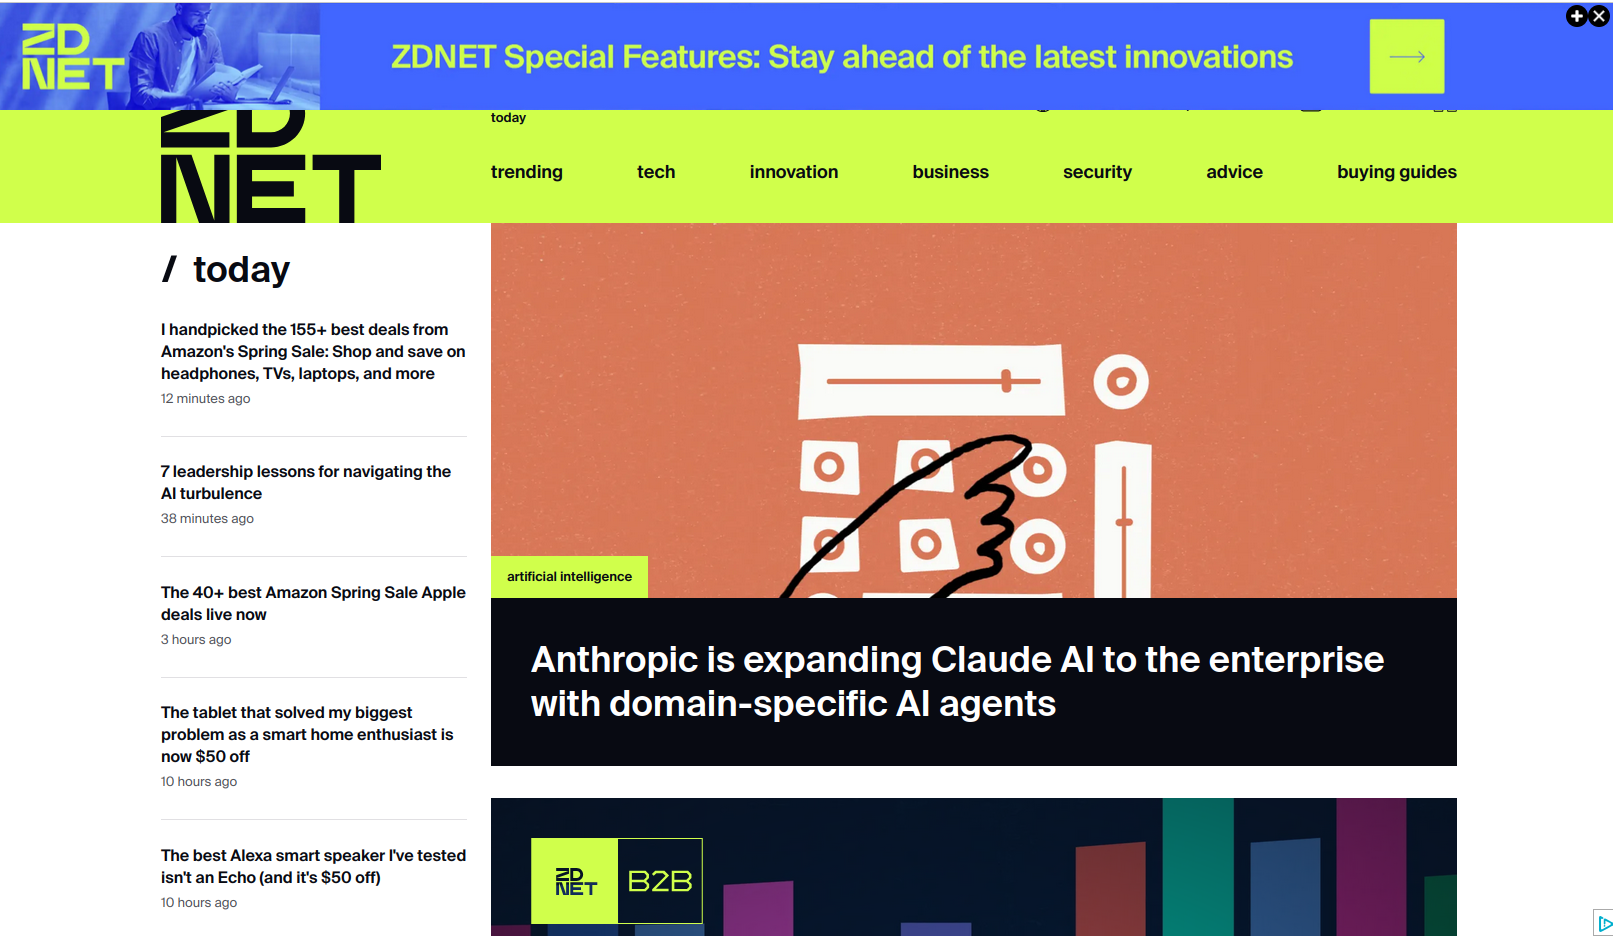 ZD
NET
ZDNET Special Features: Stay ahead of the latest innovations
ZD
NET
today
trending
tech
innovation
business
security
advice
buying guides
/ today
I handpicked the 155+ best deals from
Amazon's Spring Sale: Shop and save on
headphones, TVs, laptops, and more
12 minutes ago
7 leadership lessons for navigating the
AI turbulence
38 minutes ago
The 40+ best Amazon Spring Sale Apple
deals live now
3 hours ago
The tablet that solved my biggest
problem as a smart home enthusiast is
now $50 off
10 hours ago
The best Alexa smart speaker I've tested
isn't an Echo (and it's $50 off)
10 hours ago
artificial intelligence
Anthropic is expanding Claude AI to the enterprise
with domain-specific AI agents
ZD
NET
B2B